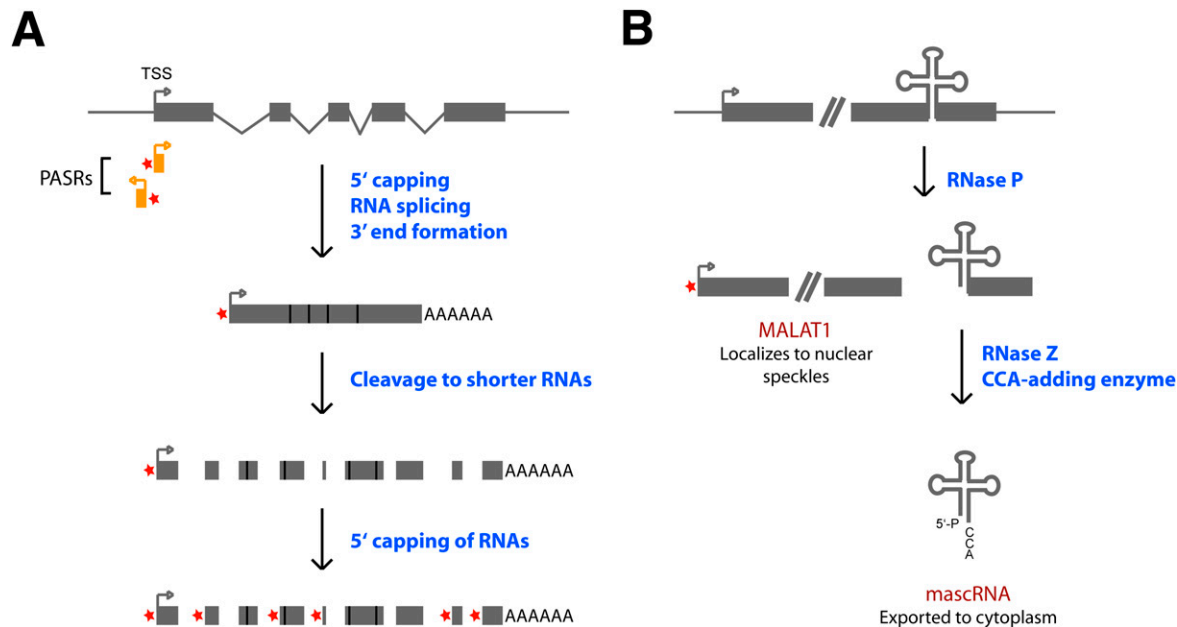 A
TSS
PASRs
5' capping
RNA splicing
3' end formation
AAAAAA
Cleavage to shorter RNAs
AAAAAA
5' capping of RNAs
AAAAAA
B
RNase P
MALAT1
Localizes to nuclear
speckles
RNase Z
CCA-adding enzyme
5'-P
C
C
A
mascRNA
Exported to cytoplasm